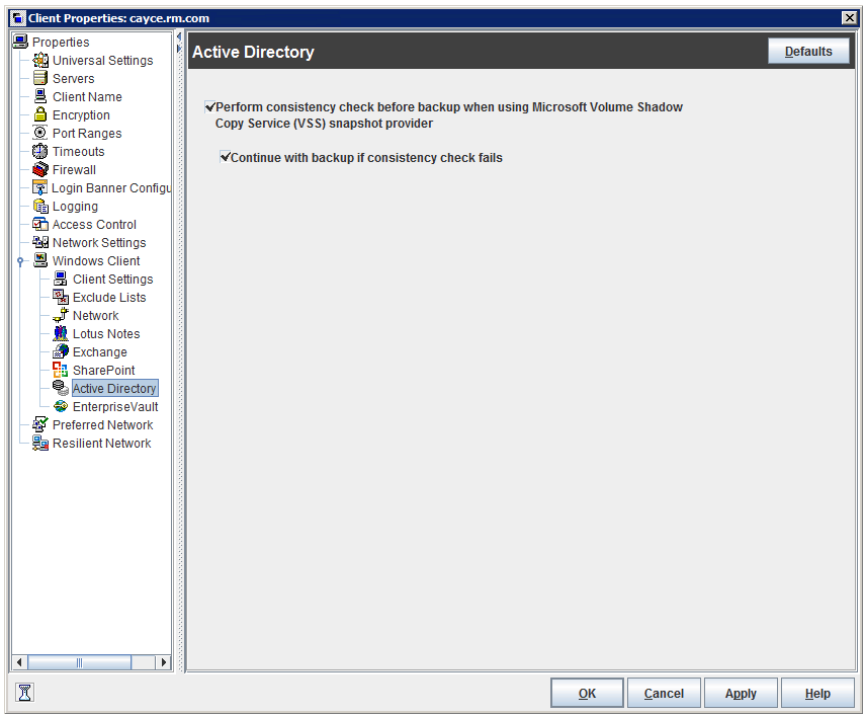 Client Properties: cayce.rm.com
Properties
Universal Settings
Servers
Client Name
Encryption
Port Ranges
Timeouts
Firewall
Login Banner Configu
Logging
Access Control
Network Settings
Windows Client
Client Settings
Exclude Lists
Network
Lotus Notes
Exchange
SharePoint
Active Directory
EnterpriseVault
Preferred Network
Resilient Network
Active Directory
Defaults
Perform consistency check before backup when using Microsoft Volume Shadow
Copy Service (VSS) snapshot provider
Continue with backup if consistency check fails
OK
Cancel
Apply
Help